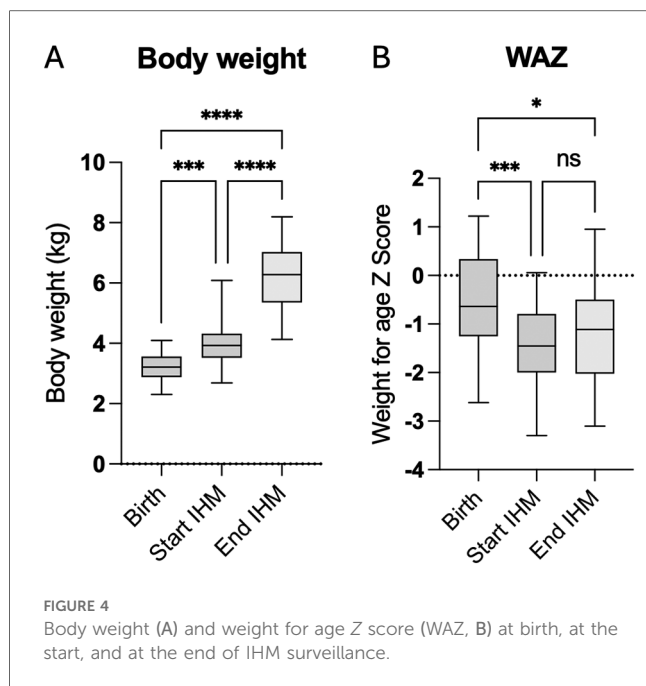 A Body weight
****
*** ****
10
8
6
4
2
0
Body weight (kg)
Birth
Start IHM
End IHM
B WAZ
*
*** ns
2
1
0
-1
-2
-3
-4
Weight for age Z Score
Birth
Start IHM
End IHM
FIGURE 4
Body weight (A) and weight for age Z score (WAZ, B) at birth, at the
start, and at the end of IHM surveillance.